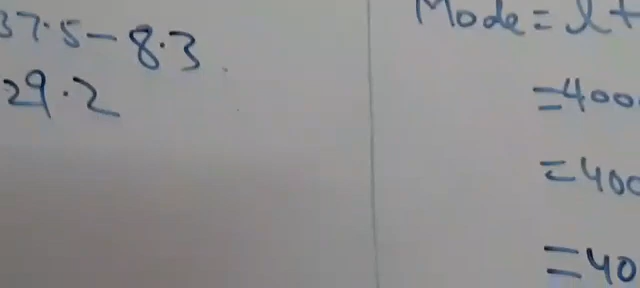 37.5 - 8.3
29.2
Mode = l +
= 400
= 400
= 40